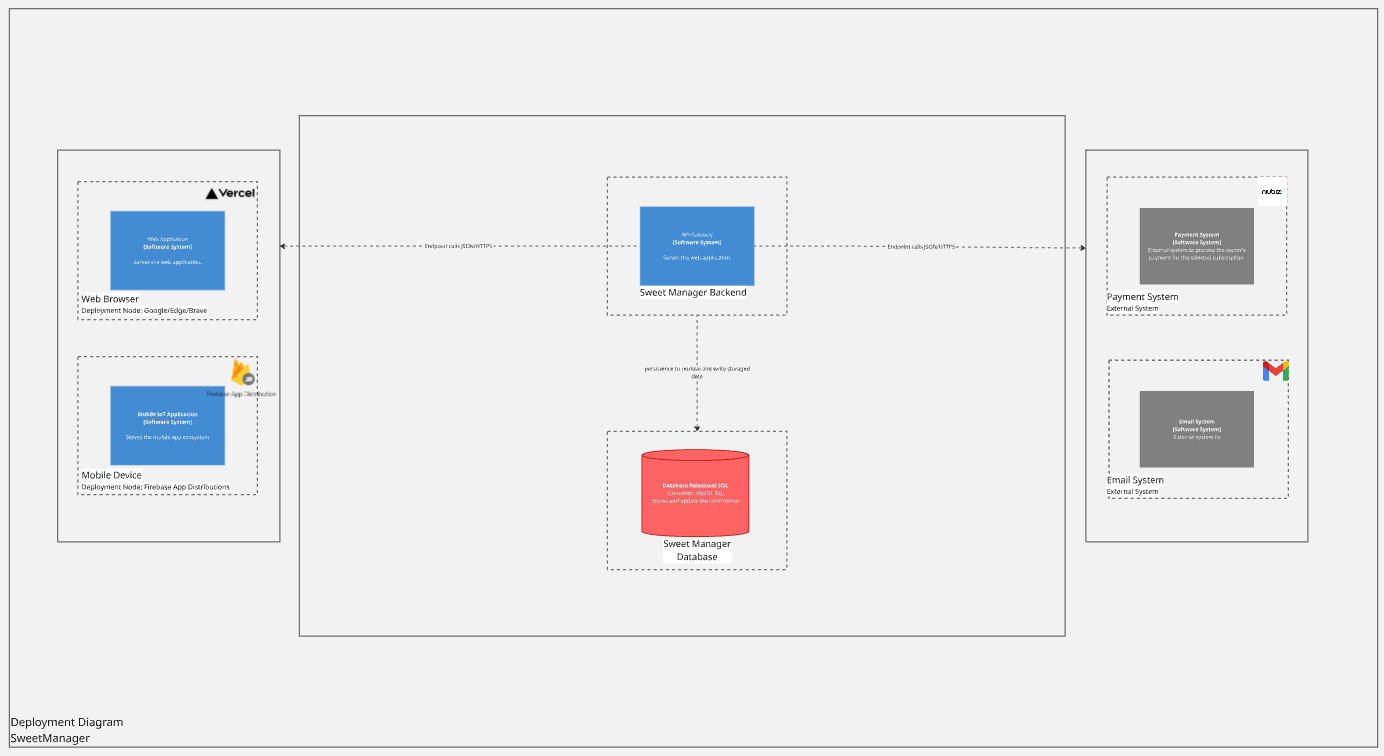 Vercel
Web Application
[Software System]
Serves the web application.
Web Browser
Deployment Node: Google/Edge/Brave
Firebase App Distribution
Mobile IoT Application
[Software System]
Serves the mobile app ecosystem
Mobile Device
Deployment Node: Firebase App Distributions
Endpoint calls JSON/HTTPS
API Gateway
[Software System]
Serves the web application.
Sweet Manager Backend
Endpoint calls JSON/HTTPS
persistence to retrieve and write storaged
data
Database Relational SQL
[Container: MySQL 8.0]
Stores and update the information
Sweet Manager
Database
niubiz
Payment System
[Software System]
External system to process the owner's
payment for the selected subscription.
Payment System
External System
Email System
[Software System]
External system to
Email System
External System
Deployment Diagram
SweetManager